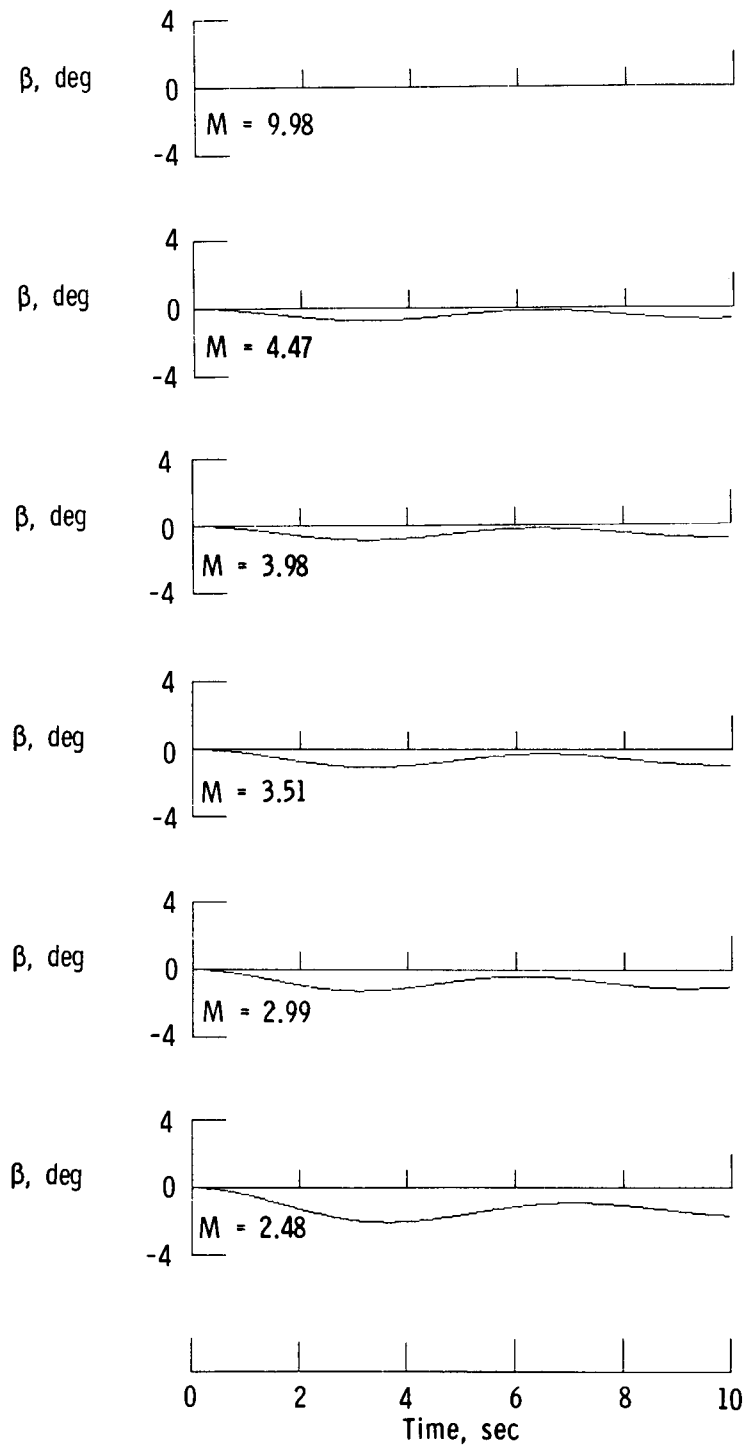 4
β, deg
0
M = 9.98
-4
4
β, deg
0
M = 4.47
-4
4
β, deg
0
M = 3.98
-4
4
β, deg
0
M = 3.51
-4
4
β, deg
0
M = 2.99
-4
4
β, deg
0
M = 2.48
-4
0 2 4 6 8 10
Time, sec